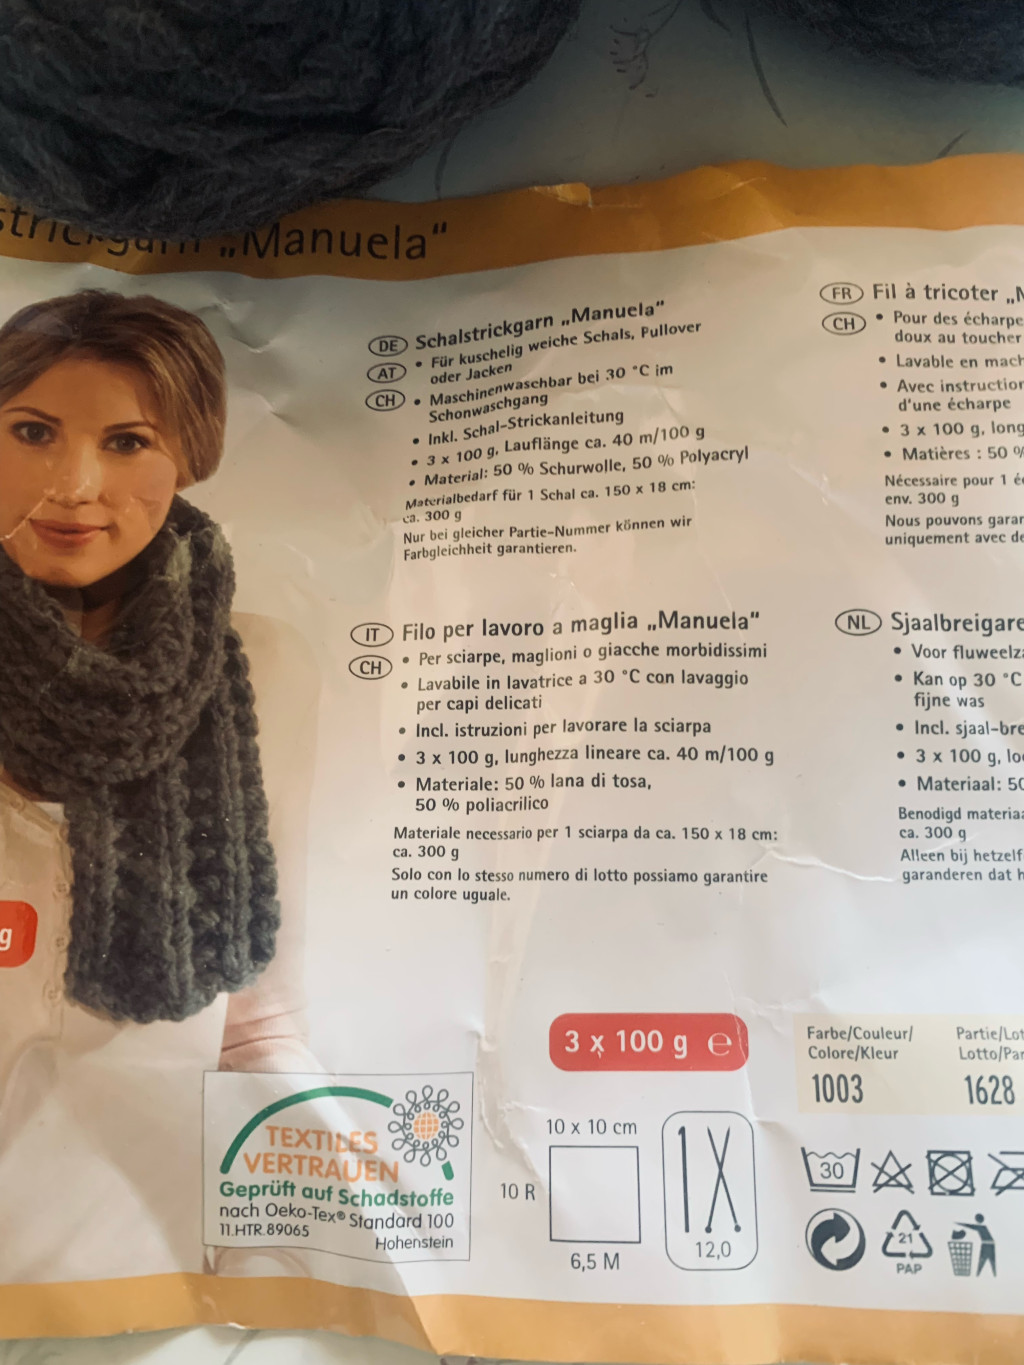 „Manuela“
DE Schalstrickgarn „Manuela“
AT
CH
• Für kuschelig weiche Schals, Pullover
oder Jacken
• Maschinenwaschbar bei 30 °C im
Schonwaschgang
• Inkl. Schal-Strickanleitung
• 3 x 100 g, Lauflänge ca. 40 m/100 g
• Material: 50 % Schurwolle, 50 % Polyacryl
Materialbedarf für 1 Schal ca. 150 x 18 cm:
ca. 300 g
Nur bei gleicher Partie-Nummer können wir
Farbgleichheit garantieren.
FR Fil à tricoter „M
CH
• Pour des écharpe
doux au toucher
• Lavable en mach
• Avec instruction
d'une écharpe
• 3 x 100 g, long
• Matières : 50 %
Nécessaire pour 1 é
env. 300 g
Nous pouvons garan
uniquement avec de
IT Filo per lavoro a maglia „Manuela“
CH
• Per sciarpe, maglioni o giacche morbidissimi
• Lavabile in lavatrice a 30 °C con lavaggio
per capi delicati
• Incl. istruzioni per lavorare la sciarpa
• 3 x 100 g, lunghezza lineare ca. 40 m/100 g
• Materiale: 50 % lana di tosa,
50 % poliacrilico
Materiale necessario per 1 sciarpa da ca. 150 x 18 cm:
ca. 300 g
Solo con lo stesso numero di lotto possiamo garantire
un colore uguale.
NL Sjaalbreigare
• Voor fluweelza
• Kan op 30 °C
fijne was
• Incl. sjaal-bre
• 3 x 100 g, loo
• Materiaal: 50
Benodigd materiaa
ca. 300 g
Alleen bij hetzelf
garanderen dat h
g
3 x 100 g e
Farbe/Couleur/
Colore/Kleur
1003
Partie/Lot
Lotto/Par
1628
TEXTILES
VERTRAUEN
Geprüft auf Schadstoffe
nach Oeko-Tex® Standard 100
11.HTR.89065
Hohenstein
10 x 10 cm
10 R
6,5 M
12,0
30
21
PAP